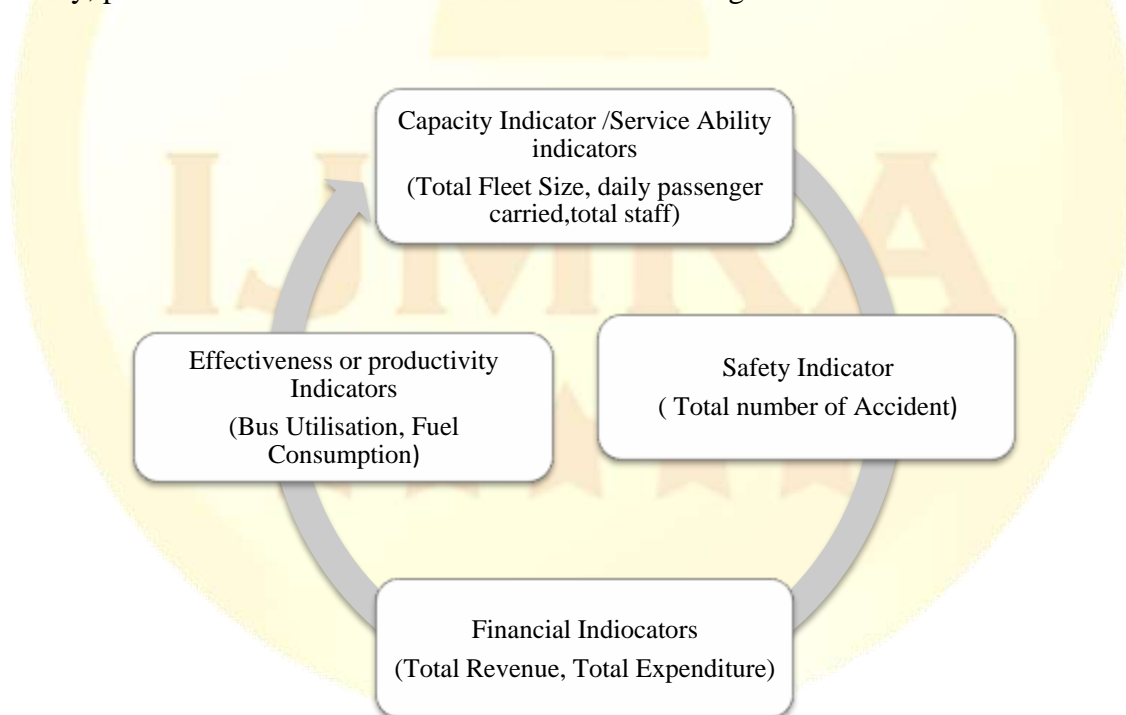 Capacity Indicator /Service Ability
indicators
(Total Fleet Size, daily passenger
carried,total staff)
Effectiveness or productivity
Indicators
(Bus Utilisation, Fuel
Consumption)
Safety Indicator
( Total number of Accident)
Financial Indiocators
(Total Revenue, Total Expenditure)
IJMRA